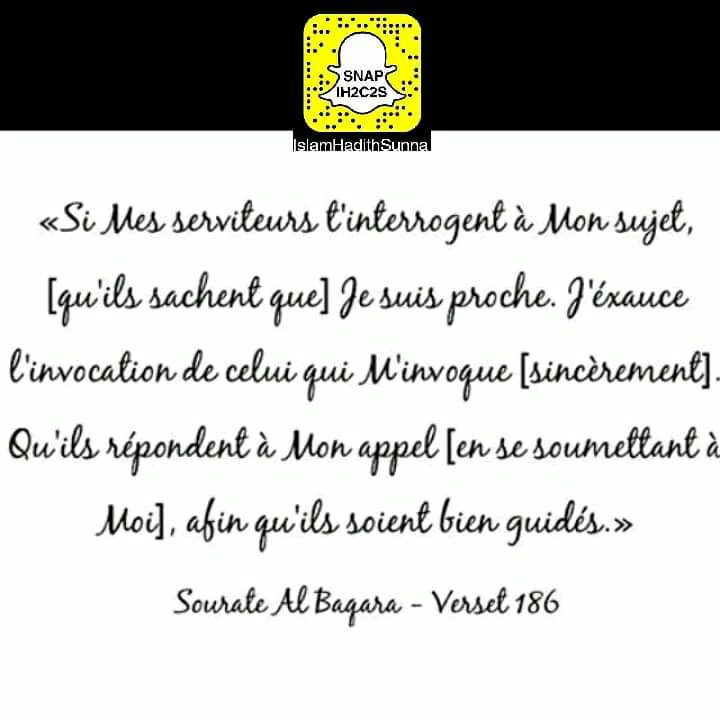 SNAP
IH2C2S
IslamHadithSunna
«Si Mes serviteurs t'interrogent à Mon sujet,
[qu'ils sachent que] Je suis proche. J'éxauce
l'invocation de celui qui M'invoque [sincèrement].
Qu'ils répondent à Mon appel [en se soumettant à
Moi], afin qu'ils soient bien guidés.»
Sourate Al Baqara - Verset 186